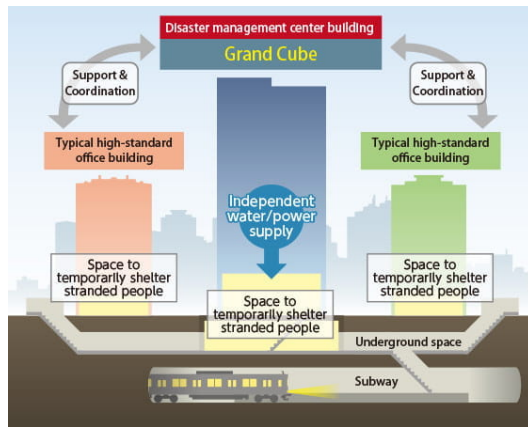 Disaster management center building
Grand Cube
Support &
Coordination
Support &
Coordination
Typical high-standard
office building
Typical high-standard
office building
Independent
water/power
supply
Space to
temporarily shelter
stranded people
Space to
temporarily shelter
stranded people
Space to
temporarily shelter
stranded people
Underground space
Subway